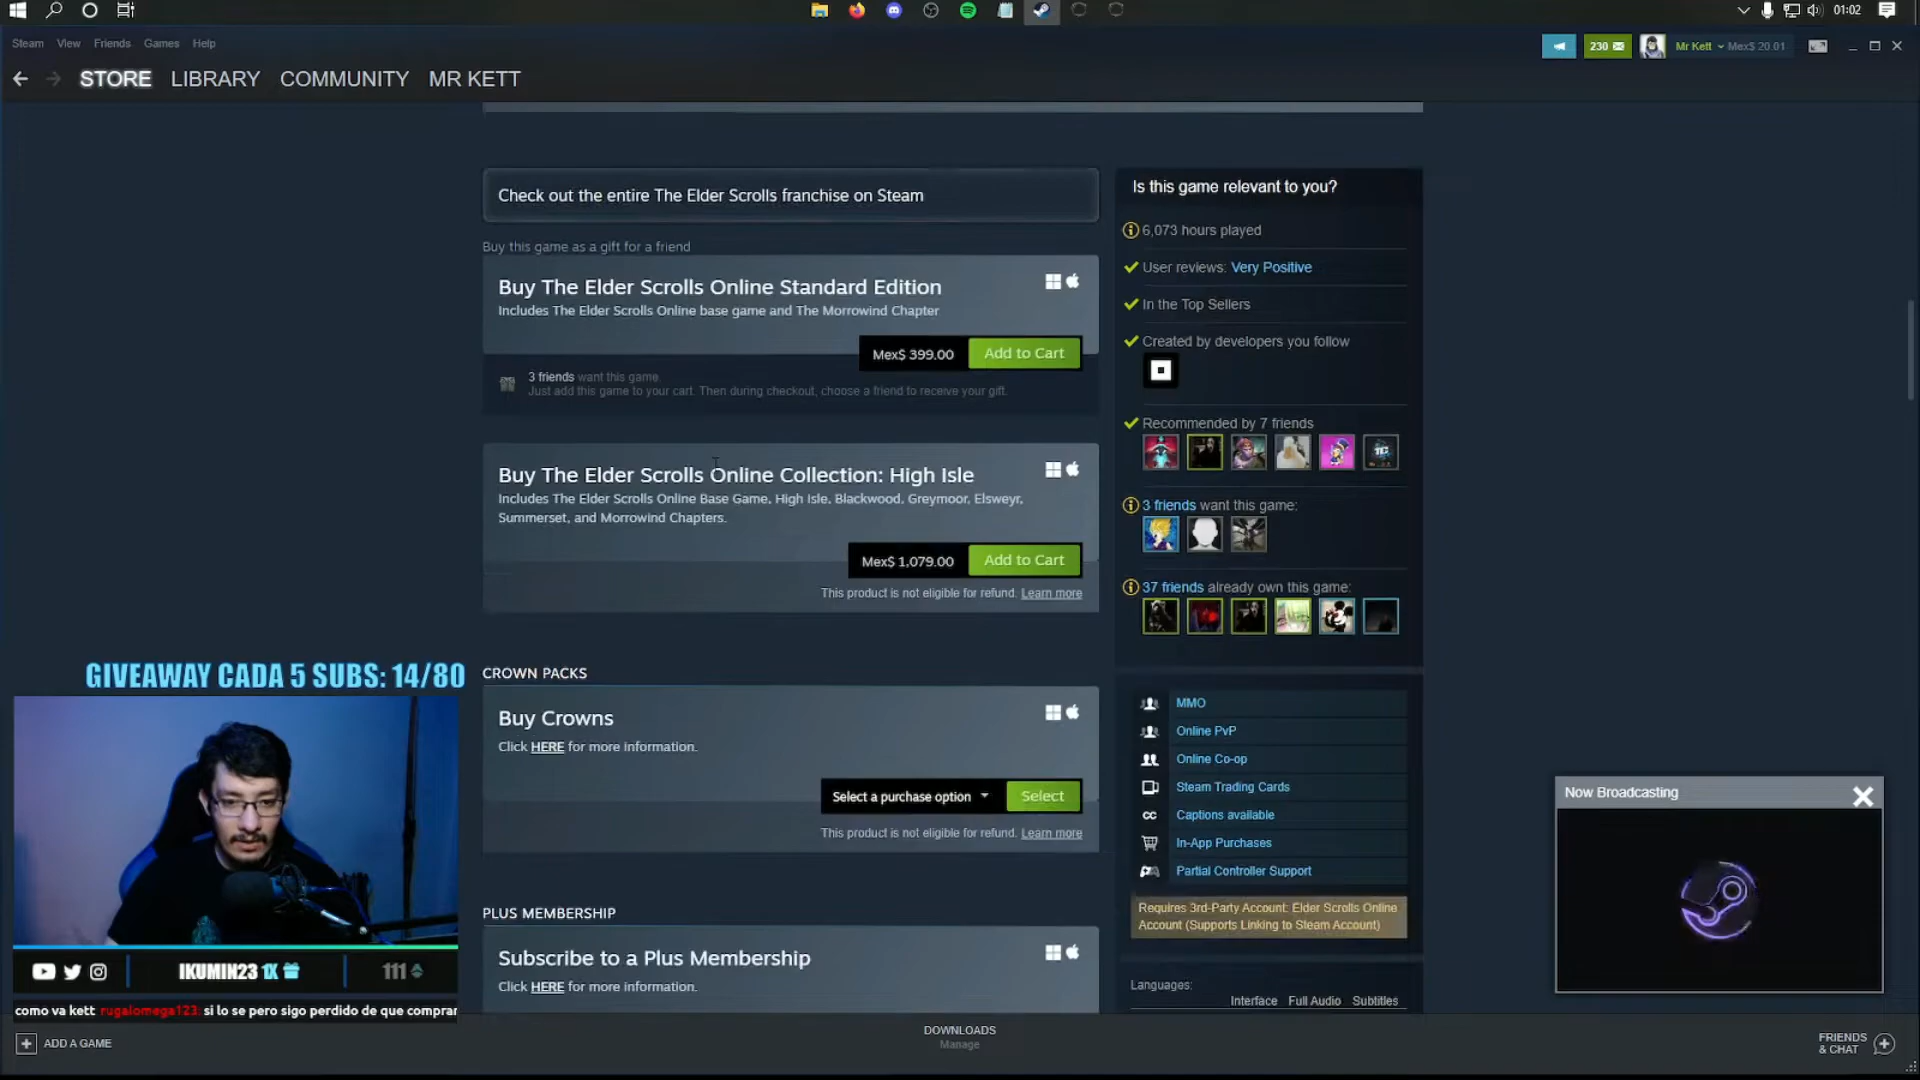 01:02
Steam View Friends Games Help
230
Mr Kett Mex$ 20.01
STORE LIBRARY COMMUNITY MR KETT
Check out the entire The Elder Scrolls franchise on Steam
Buy this game as a gift for a friend
Buy The Elder Scrolls Online Standard Edition
Includes The Elder Scrolls Online base game and The Morrowind Chapter
Mex$ 399.00 Add to Cart
3 friends want this game.
Just add this game to your cart. Then during checkout, choose a friend to receive your gift.
Buy The Elder Scrolls Online Collection: High Isle
Includes The Elder Scrolls Online Base Game, High Isle, Blackwood, Greymoor, Elsweyr,
Summerset, and Morrowind Chapters.
Mex$ 1,079.00 Add to Cart
This product is not eligible for refund. Learn more
CROWN PACKS
Buy Crowns
Click HERE for more information.
Select a purchase option Select
This product is not eligible for refund. Learn more
PLUS MEMBERSHIP
Subscribe to a Plus Membership
Click HERE for more information.
Is this game relevant to you?
6,073 hours played
User reviews: Very Positive
In the Top Sellers
Created by developers you follow
Recommended by 7 friends
3 friends want this game:
37 friends already own this game:
MMO
Online PvP
Online Co-op
Steam Trading Cards
CC Captions available
In-App Purchases
Partial Controller Support
Requires 3rd-Party Account: Elder Scrolls Online
Account (Supports Linking to Steam Account)
Languages:
Interface Full Audio Subtitles
Now Broadcasting
GIVEAWAY CADA 5 SUBS: 14/80
IKUMIN23 1X 111
como va kett rugalomega123: si lo se pero sigo perdido de que comprar
ADD A GAME
DOWNLOADS
Manage
FRIENDS
& CHAT